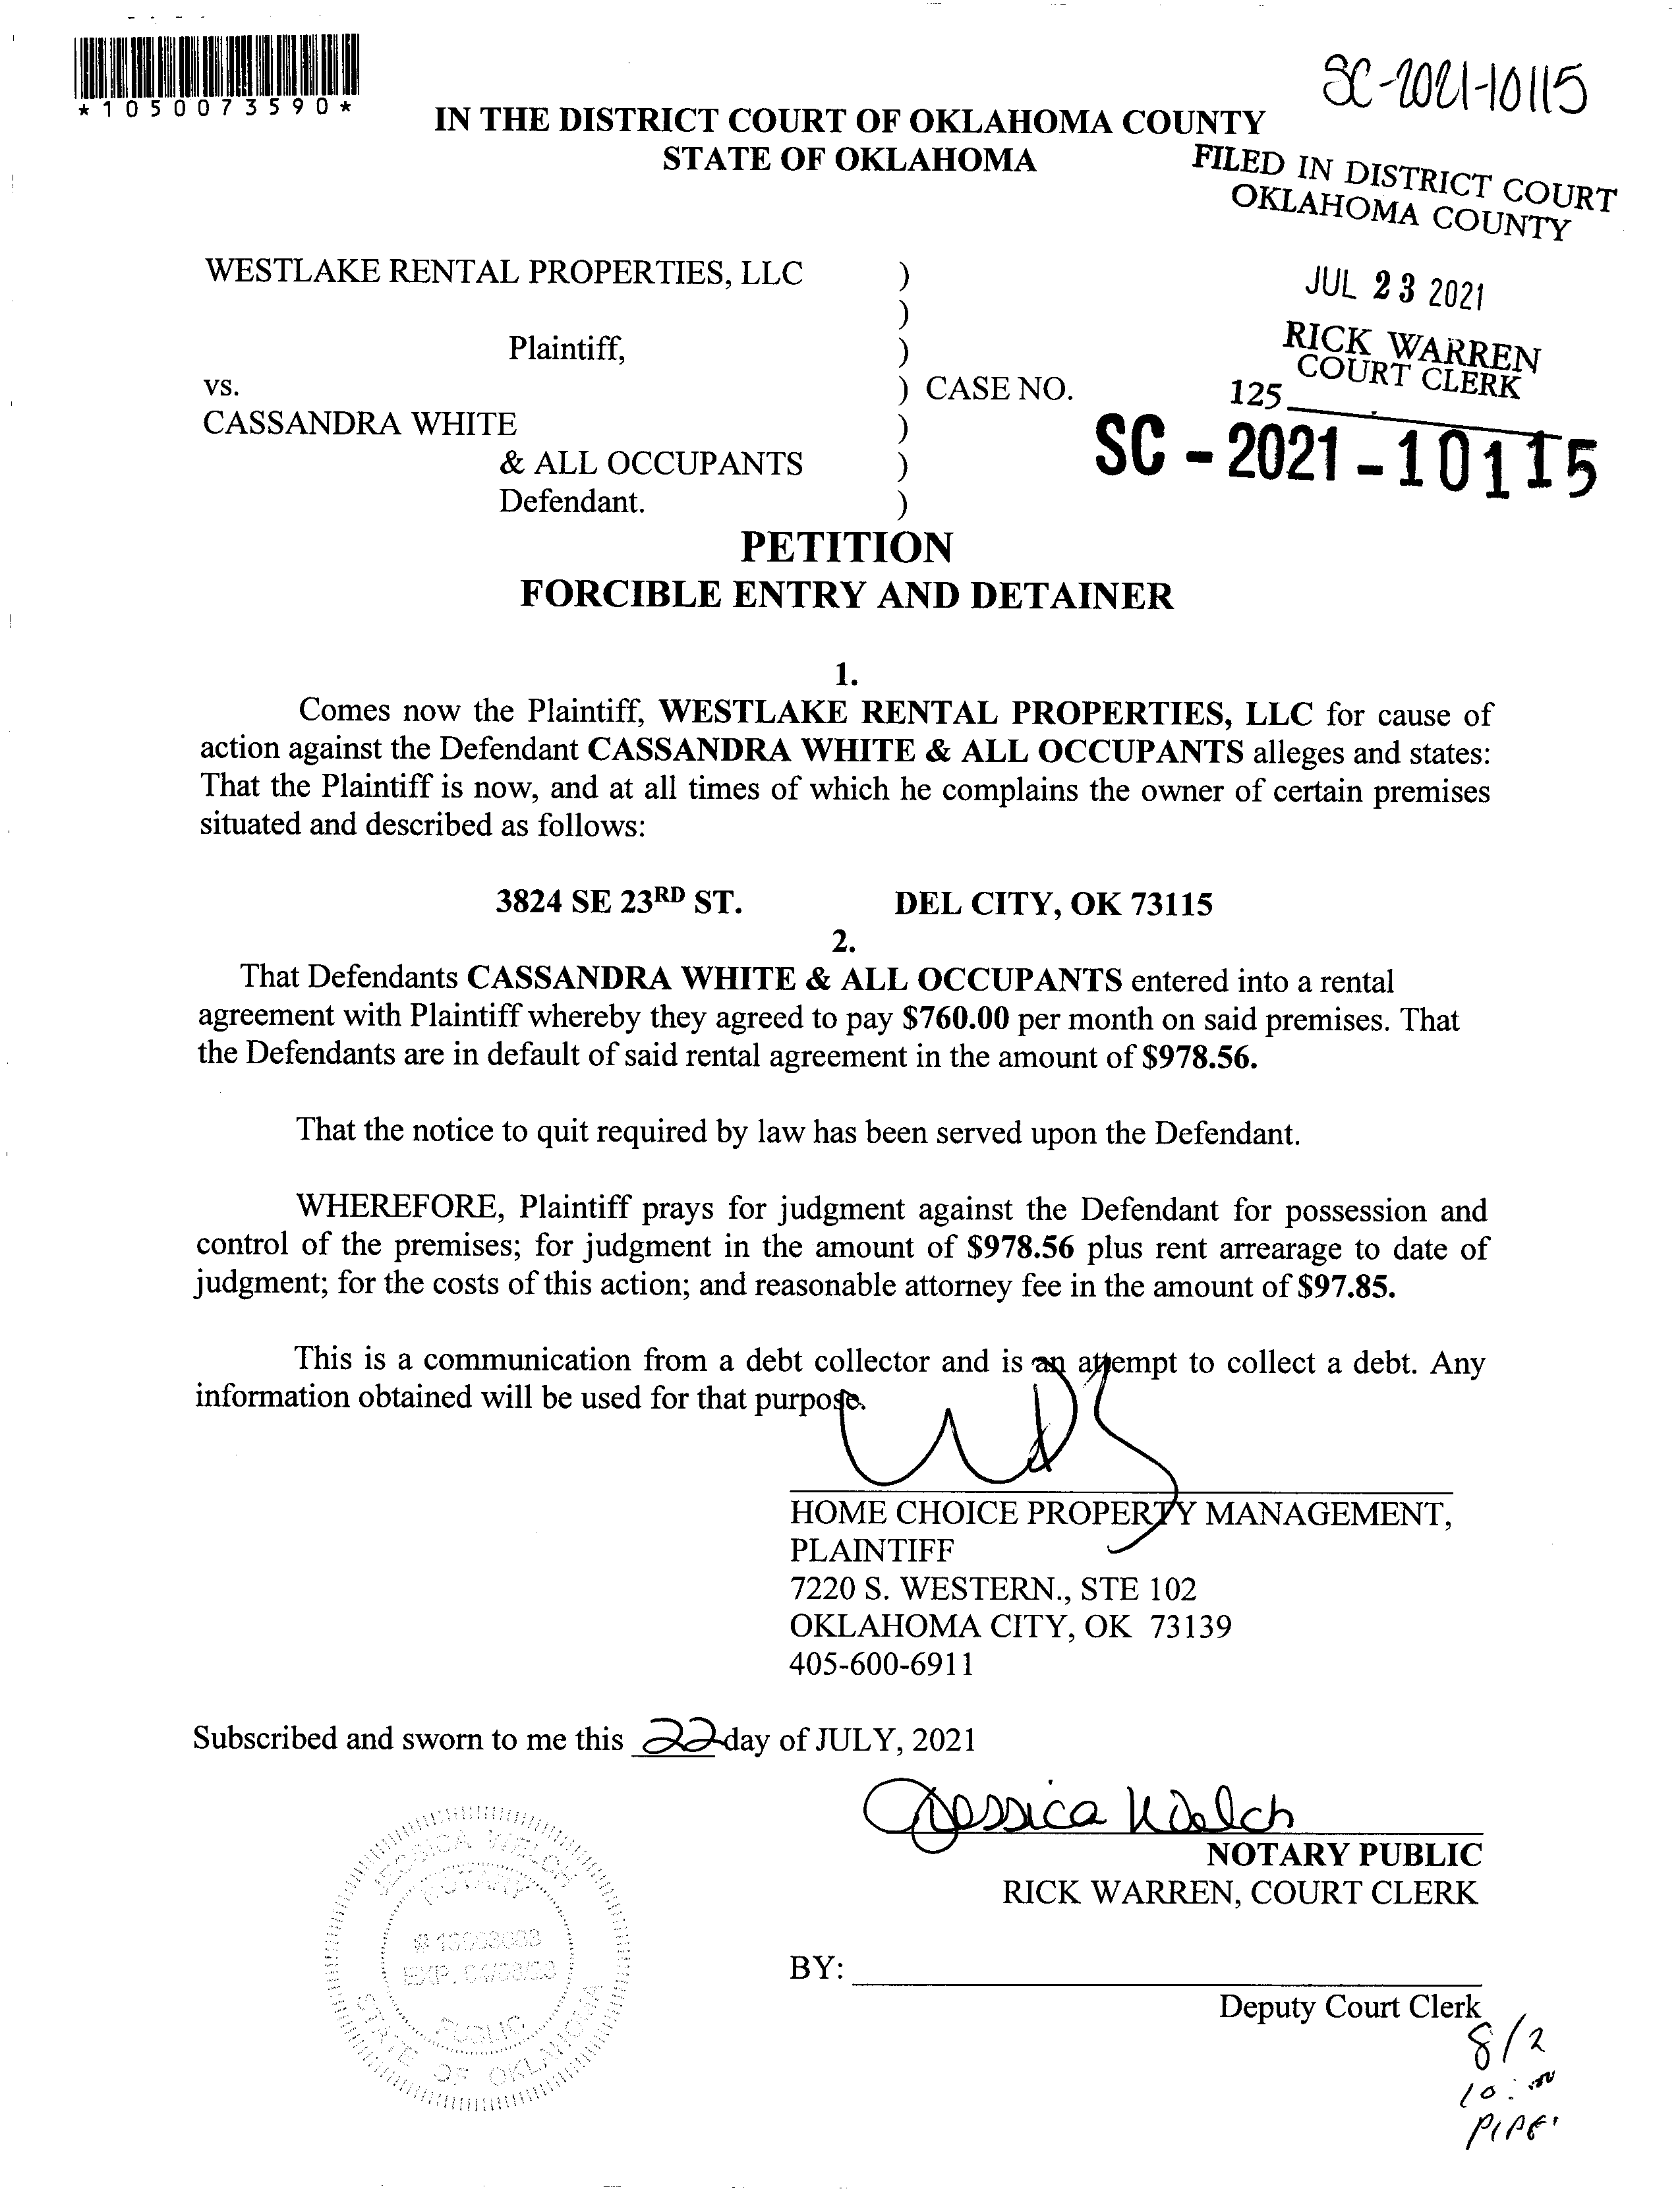 *1050073590*
SC-2021-10115
IN THE DISTRICT COURT OF OKLAHOMA COUNTY
STATE OF OKLAHOMA
FILED IN DISTRICT COURT
OKLAHOMA COUNTY
JUL 23 2021
RICK WARREN
COURT CLERK
125
WESTLAKE RENTAL PROPERTIES, LLC )
)
Plaintiff, )
vs. ) CASE NO.
SC-2021-10115
CASSANDRA WHITE )
& ALL OCCUPANTS )
Defendant. )
PETITION
FORCIBLE ENTRY AND DETAINER
1.
Comes now the Plaintiff, WESTLAKE RENTAL PROPERTIES, LLC for cause of
action against the Defendant CASSANDRA WHITE & ALL OCCUPANTS alleges and states:
That the Plaintiff is now, and at all times of which he complains the owner of certain premises
situated and described as follows:
3824 SE 23RD ST. DEL CITY, OK 73115
2.
That Defendants CASSANDRA WHITE & ALL OCCUPANTS entered into a rental
agreement with Plaintiff whereby they agreed to pay $760.00 per month on said premises. That
the Defendants are in default of said rental agreement in the amount of $978.56.
That the notice to quit required by law has been served upon the Defendant.
WHEREFORE, Plaintiff prays for judgment against the Defendant for possession and
control of the premises; for judgment in the amount of $978.56 plus rent arrearage to date of
judgment; for the costs of this action; and reasonable attorney fee in the amount of $97.85.
This is a communication from a debt collector and is an attempt to collect a debt. Any
information obtained will be used for that purpose.
HOME CHOICE PROPERTY MANAGEMENT,
PLAINTIFF
7220 S. WESTERN., STE 102
OKLAHOMA CITY, OK 73139
405-600-6911
Subscribed and sworn to me this 22 day of JULY, 2021
Jessica Welch
NOTARY PUBLIC
RICK WARREN, COURT CLERK
BY:
Deputy Court Clerk
JESSICA WELCH
NOTARY
PUBLIC
STATE OF OKLAHOMA
8/2
10:00